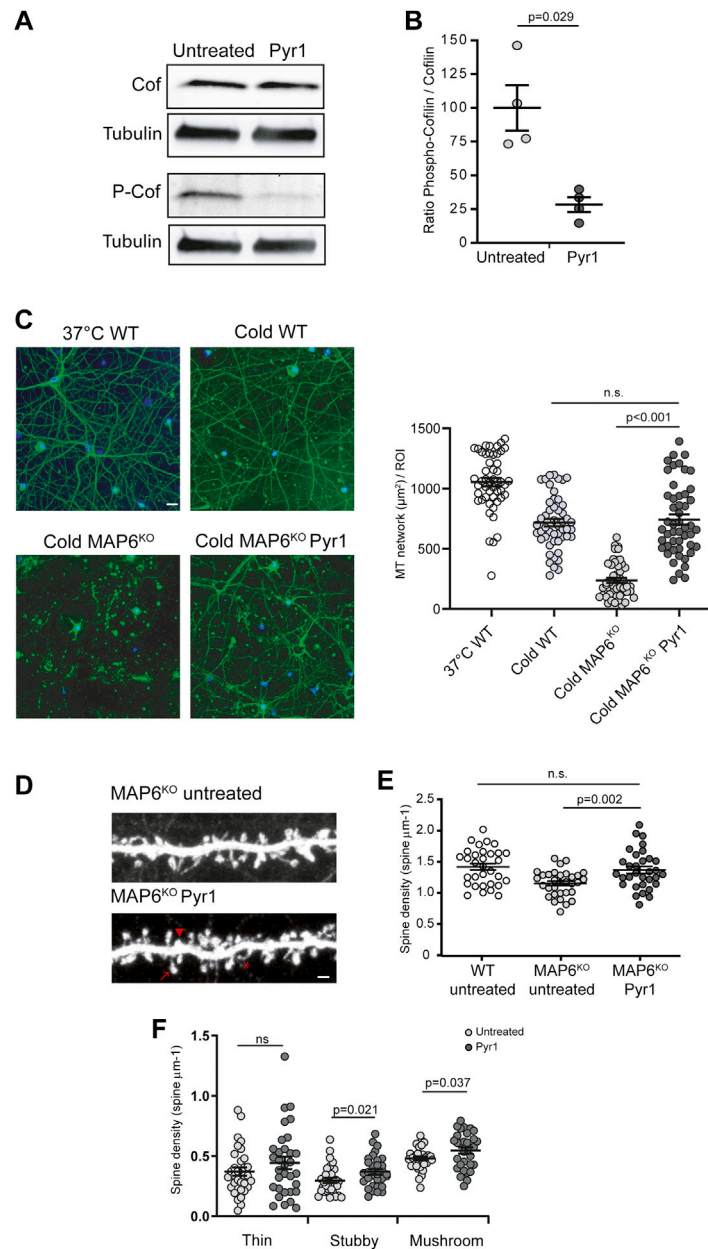 A
Untreated Pyr1
Cof
Tubulin
P-Cof
Tubulin
B
p=0.029
Ratio Phospho-Cofilin / Cofilin
150
125
100
75
50
25
0
Untreated Pyr1
C
37°C WT
Cold WT
Cold MAP6KO
Cold MAP6KO Pyr1
n.s.
p<0.001
MT network (µm²) / ROI
1500
1000
500
0
37°C WT
Cold WT
Cold MAP6KO
Cold MAP6KO Pyr1
D
MAP6KO untreated
MAP6KO Pyr1
*
E
n.s.
p=0.002
Spine density (spine µm-1)
2.5
2.0
1.5
1.0
0.5
0
WT untreated
MAP6KO untreated
MAP6KO Pyr1
F
Untreated
Pyr1
ns
p=0.021
p=0.037
Spine density (spine µm-1)
1.5
1.0
0.5
0.0
Thin Stubby Mushroom